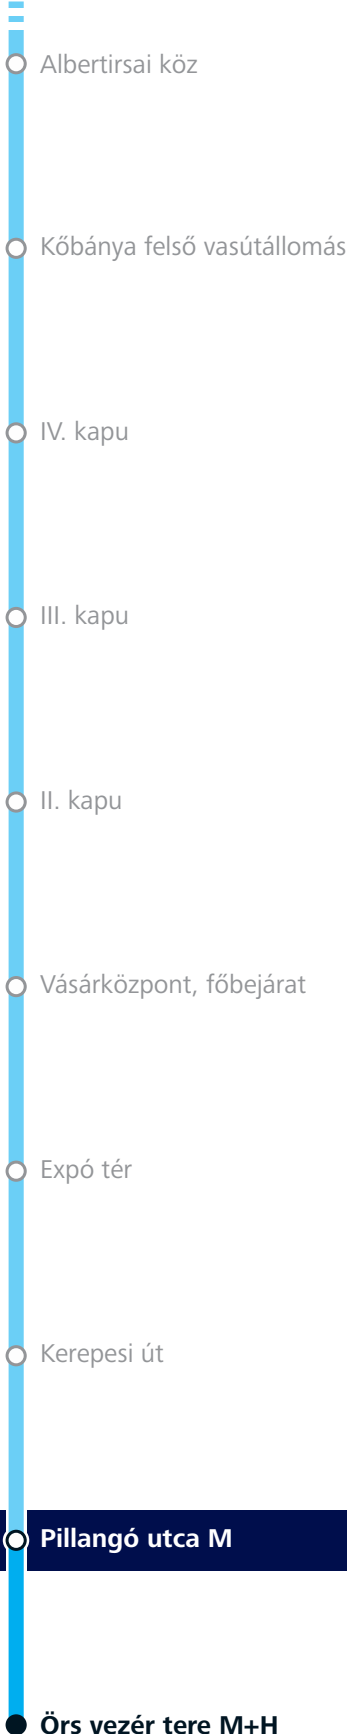 Albertirsai köz
Kőbánya felső vasútállomás
IV. kapu
III. kapu
II. kapu
Vásárközpont, főbejárat
Expó tér
Kerepesi út
Pillangó utca M
Örs vezér tere M+H